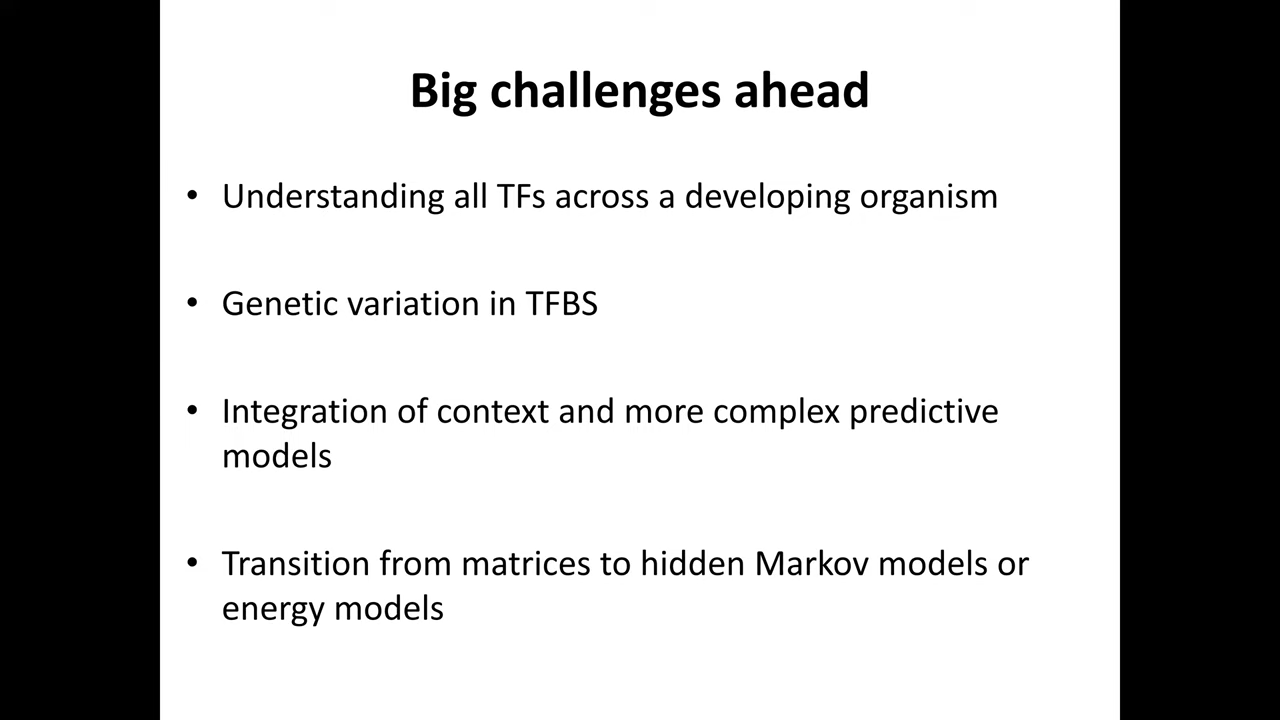 Big challenges ahead
• Understanding all TFs across a developing organism
• Genetic variation in TFBS
• Integration of context and more complex predictive
models
• Transition from matrices to hidden Markov models or
energy models